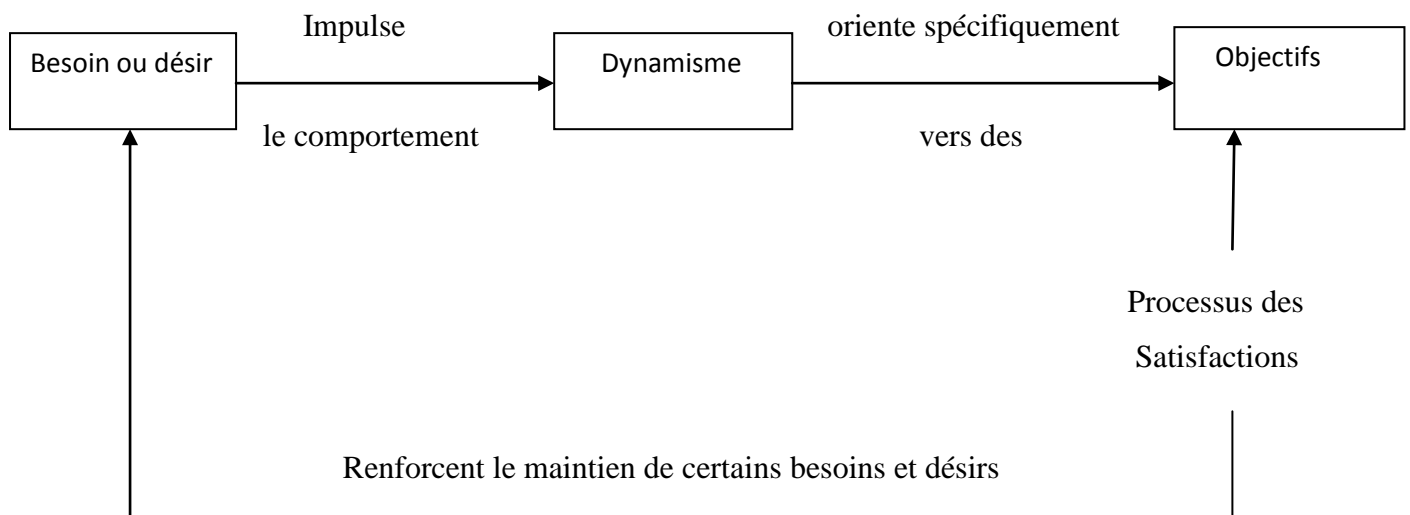 Impulse
oriente spécifiquement
Besoin ou désir
Dynamisme
Objectifs
le comportement
vers des
Processus des
Satisfactions
Renforcent le maintien de certains besoins et désirs